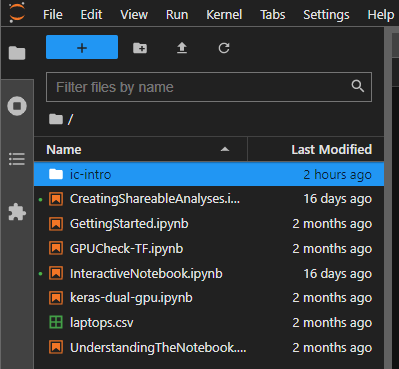 File Edit View Run Kernel Tabs Settings Help
+
Filter files by name
/
Name Last Modified
ic-intro 2 hours ago
CreatingShareableAnalyses.i... 16 days ago
GettingStarted.ipynb 2 months ago
GPUCheck-TF.ipynb 2 months ago
InteractiveNotebook.ipynb 16 days ago
keras-dual-gpu.ipynb 2 months ago
laptops.csv 2 months ago
UnderstandingTheNotebook.... 2 months ago